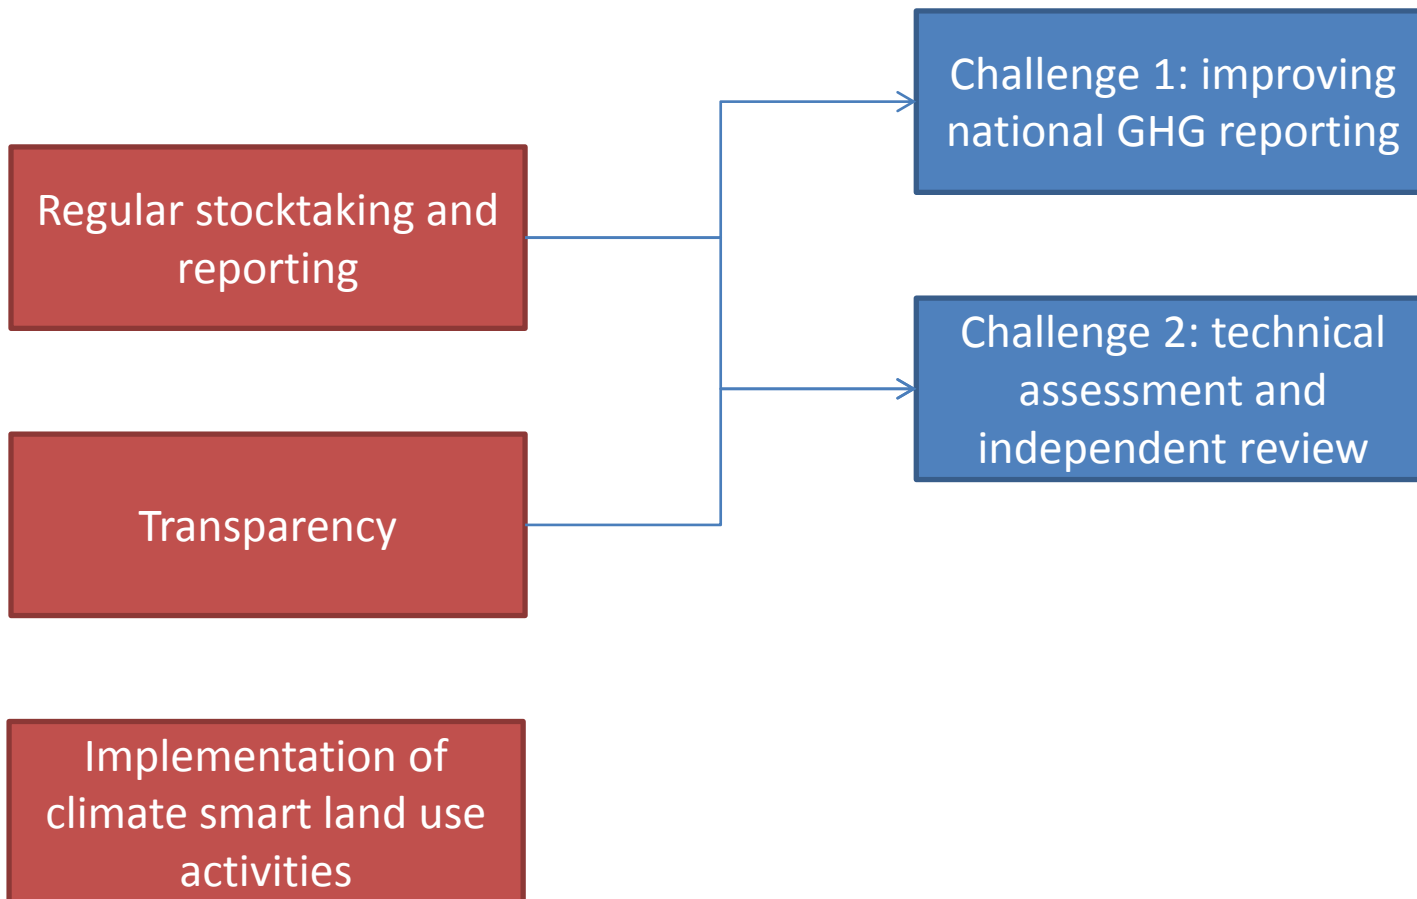 Challenge 1: improving
national GHG reporting
Regular stocktaking and
reporting
Challenge 2: technical
assessment and
independent review
Transparency
Implementation of
climate smart land use
activities